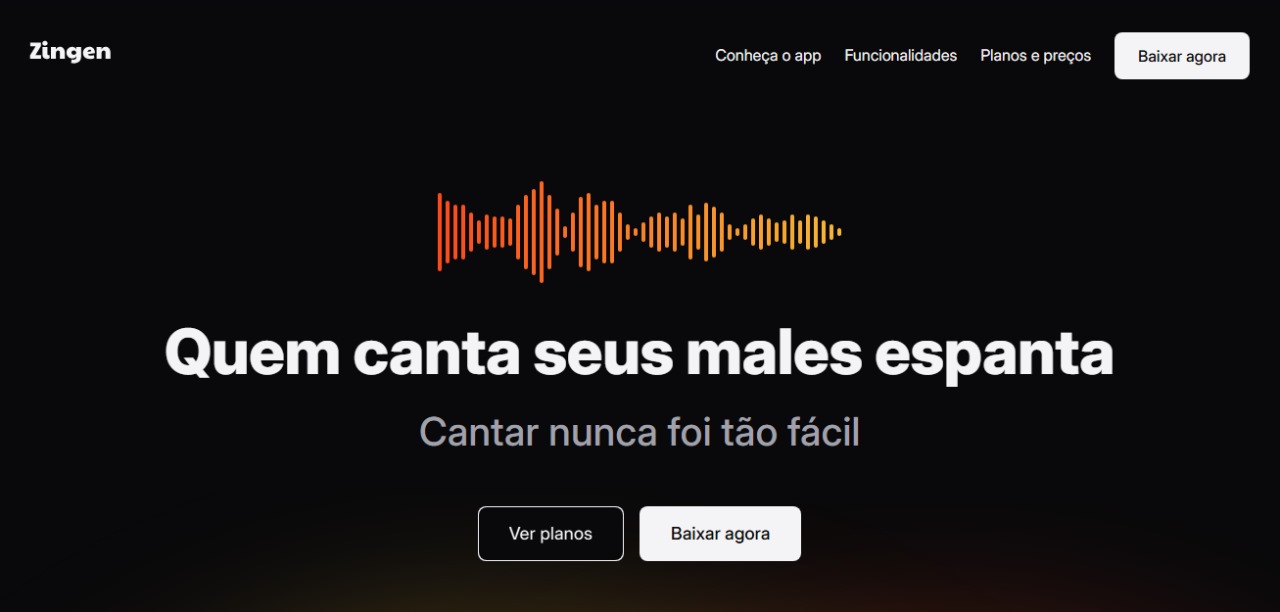 Zingen
Conheça o app Funcionalidades Planos e preços Baixar agora
Quem canta seus males espanta
Cantar nunca foi tão fácil
Ver planos Baixar agora